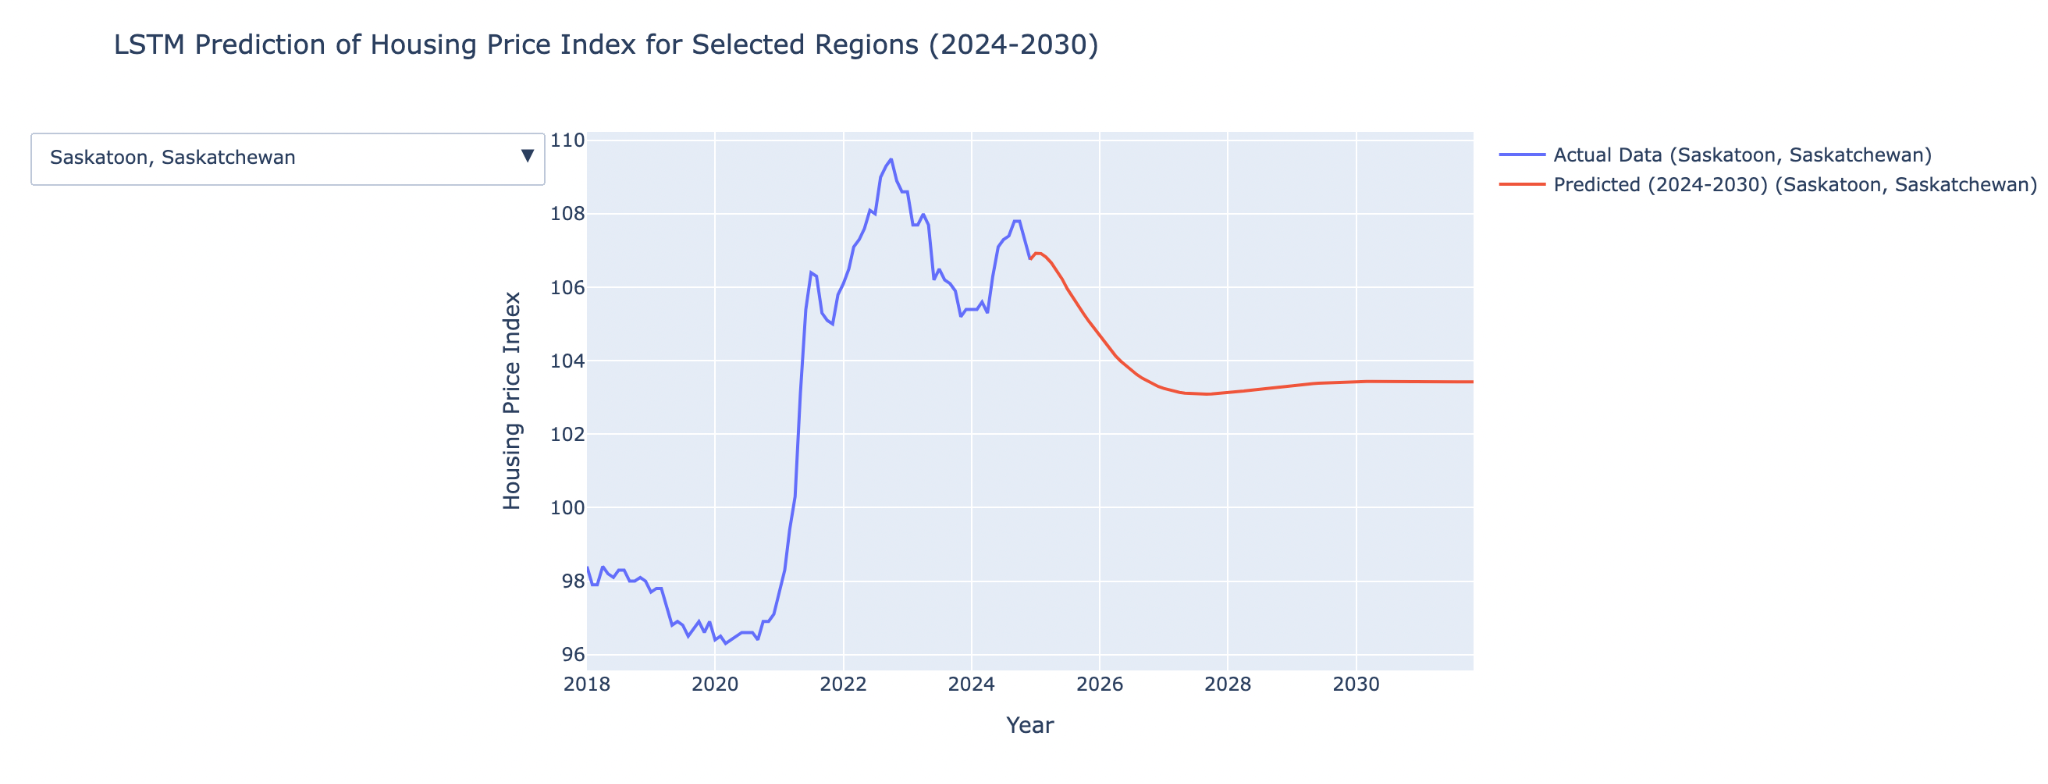 LSTM Prediction of Housing Price Index for Selected Regions (2024-2030)
Saskatoon, Saskatchewan ▼
Actual Data (Saskatoon, Saskatchewan)
Predicted (2024-2030) (Saskatoon, Saskatchewan)
Housing Price Index
110
108
106
104
102
100
98
96
2018 2020 2022 2024 2026 2028 2030
Year